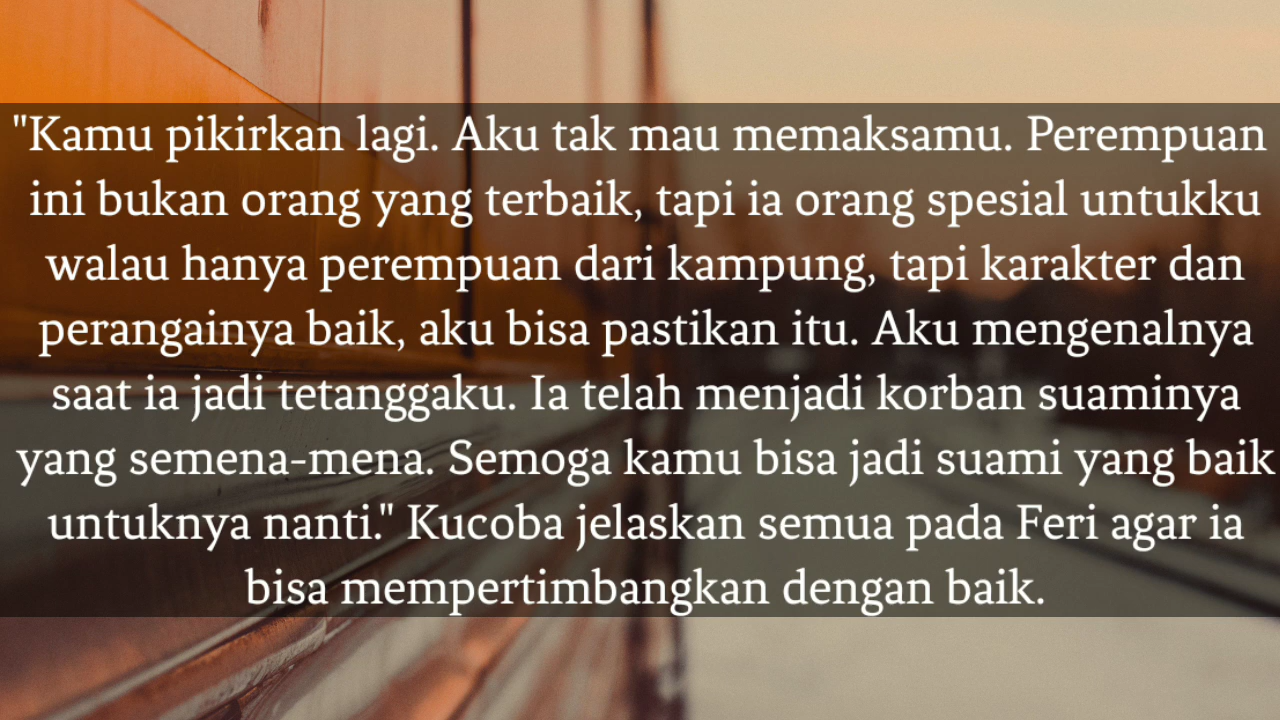 "Kamu pikirkan lagi. Aku tak mau memaksamu. Perempuan
ini bukan orang yang terbaik, tapi ia orang spesial untukku
walau hanya perempuan dari kampung, tapi karakter dan
perangainya baik, aku bisa pastikan itu. Aku mengenalnya
saat ia jadi tetanggaku. Ia telah menjadi korban suaminya
yang semena-mena. Semoga kamu bisa jadi suami yang baik
untuknya nanti." Kucoba jelaskan semua pada Feri agar ia
bisa mempertimbangkan dengan baik.